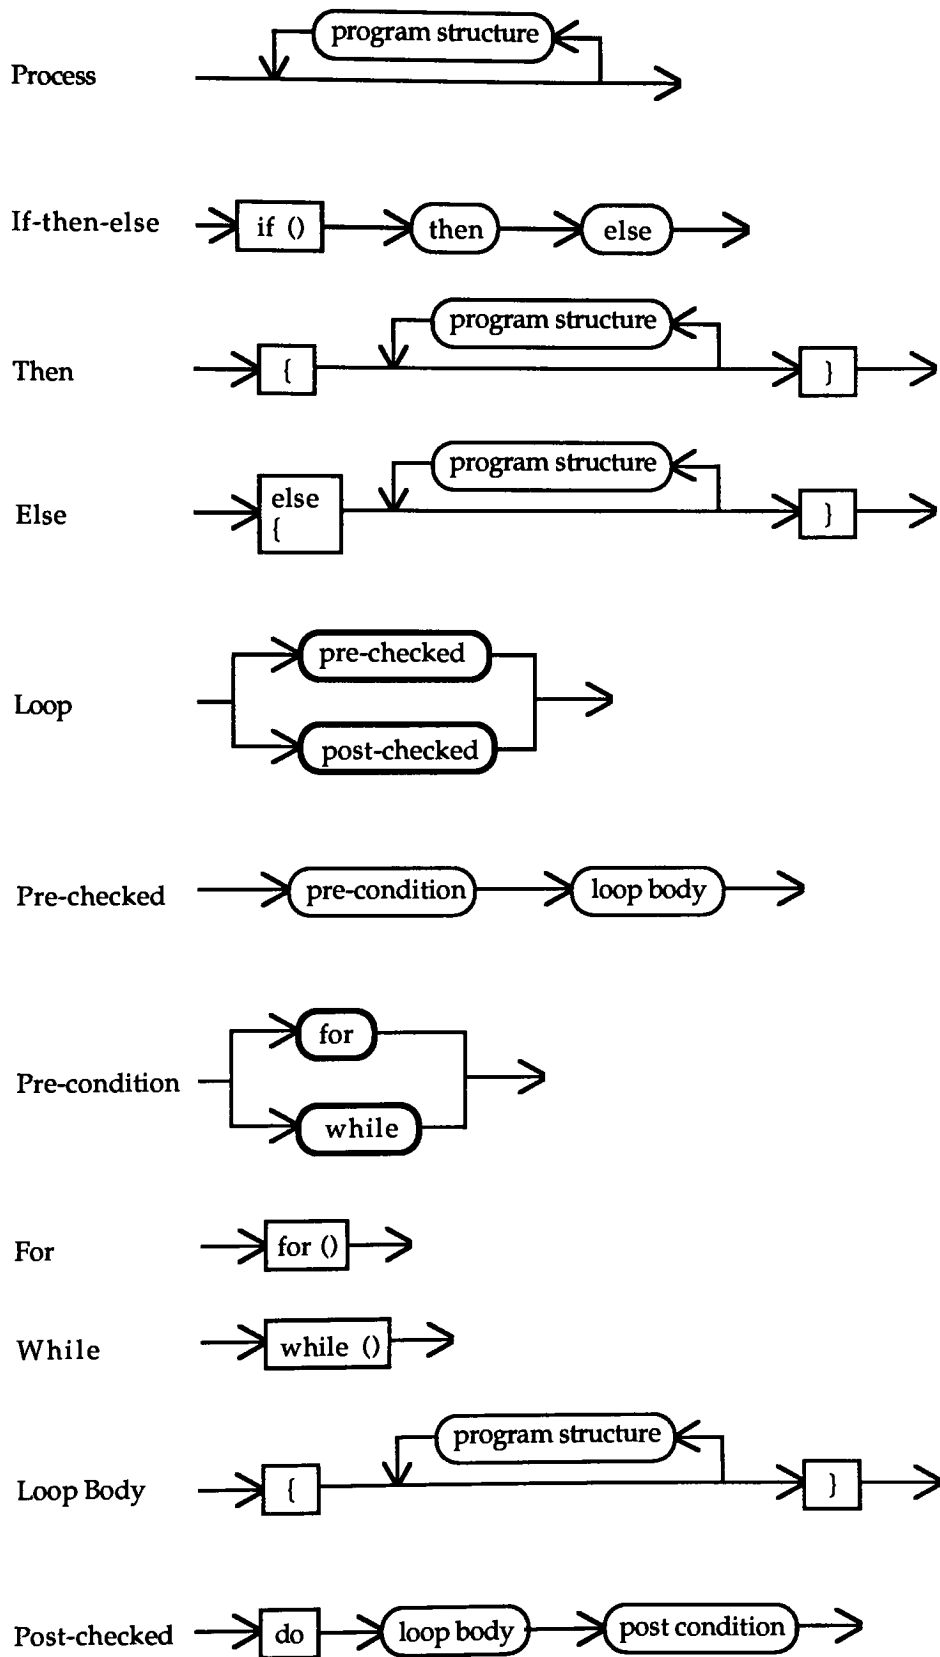 program structure
Process
If-then-else if () then else
program structure
Then { }
program structure
Else else { }
pre-checked
Loop
post-checked
Pre-checked pre-condition loop body
for
Pre-condition
while
For for ()
While while ()
program structure
Loop Body { }
Post-checked do loop body post condition